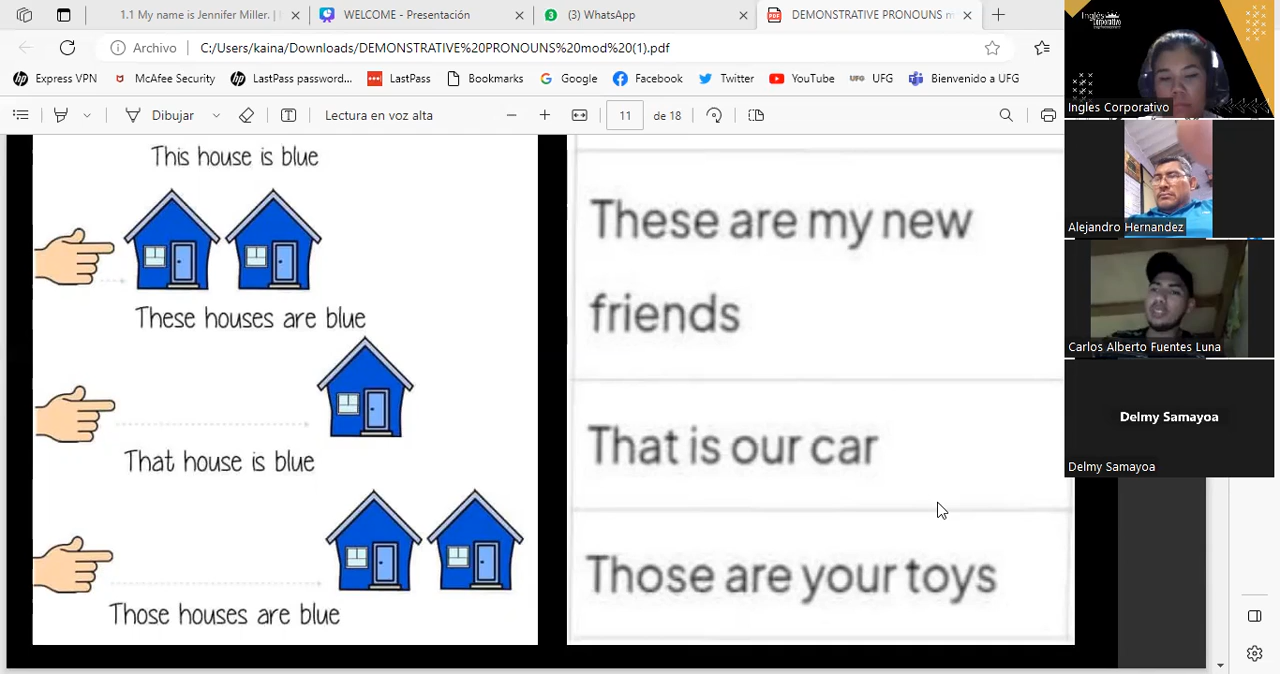 1.1 My name is Jennifer Miller. |
WELCOME - Presentación
(3) WhatsApp
DEMONSTRATIVE PRONOUNS m
Archivo
C:/Users/kaina/Downloads/DEMONSTRATIVE%20PRONOUNS%20mod%20(1).pdf
Express VPN
McAfee Security
LastPass password...
LastPass
Bookmarks
Google
Facebook
Twitter
YouTube
UFG
UFG
Bienvenido a UFG
Dibujar
Lectura en voz alta
11
de 18
This house is blue
These houses are blue
That house is blue
Those houses are blue
These are my new
friends
That is our car
Those are your toys
Inglés
Corporativo
Ingles Corporativo
Alejandro Hernandez
Carlos Alberto Fuentes Luna
Delmy Samayoa
Delmy Samayoa